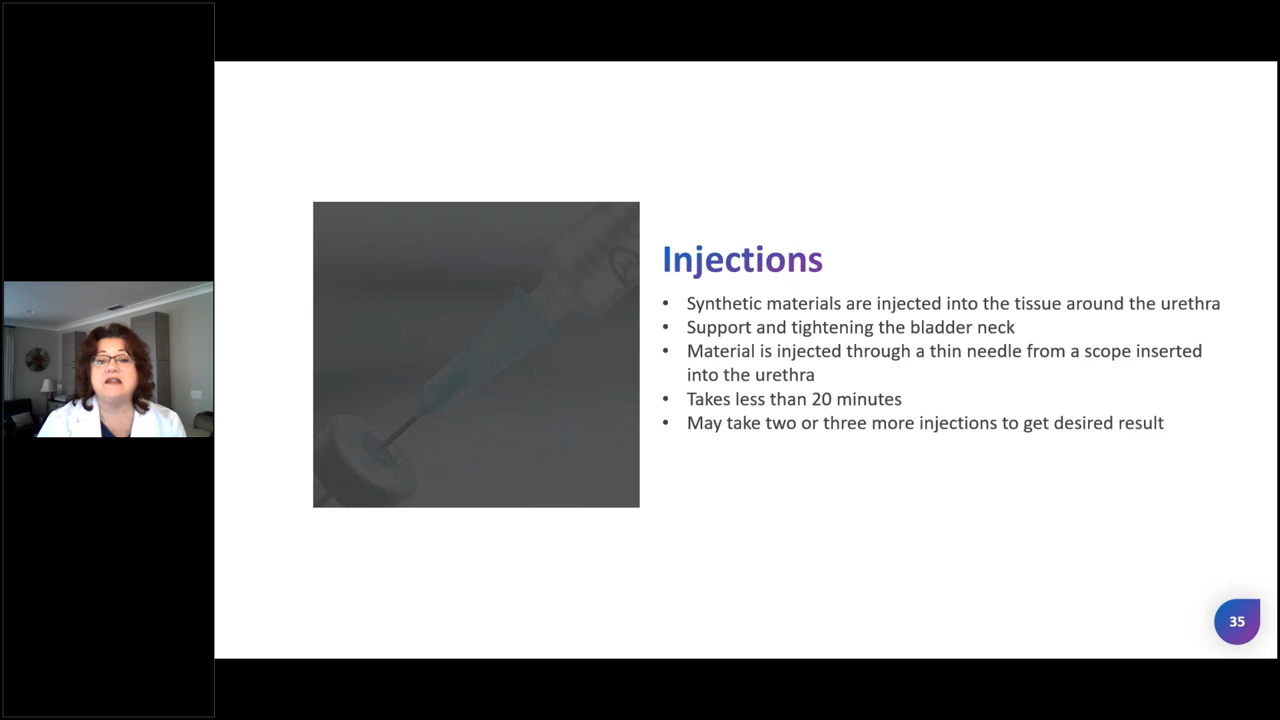 Injections
• Synthetic materials are injected into the tissue around the urethra
• Support and tightening the bladder neck
• Material is injected through a thin needle from a scope inserted
into the urethra
• Takes less than 20 minutes
• May take two or three more injections to get desired result
35